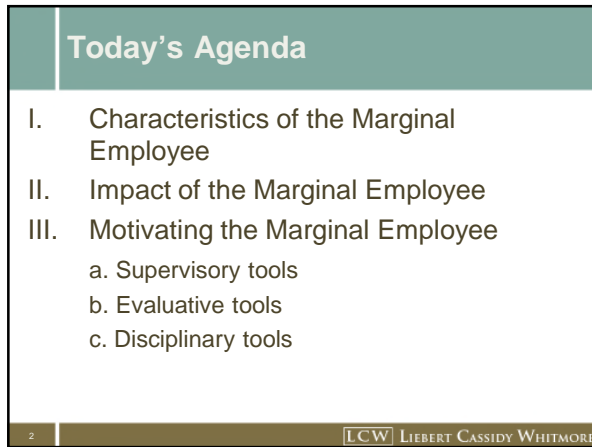 Today's Agenda
I. Characteristics of the Marginal
Employee
II. Impact of the Marginal Employee
III. Motivating the Marginal Employee
a. Supervisory tools
b. Evaluative tools
c. Disciplinary tools
2 LCW LIEBERT CASSIDY WHITMORE